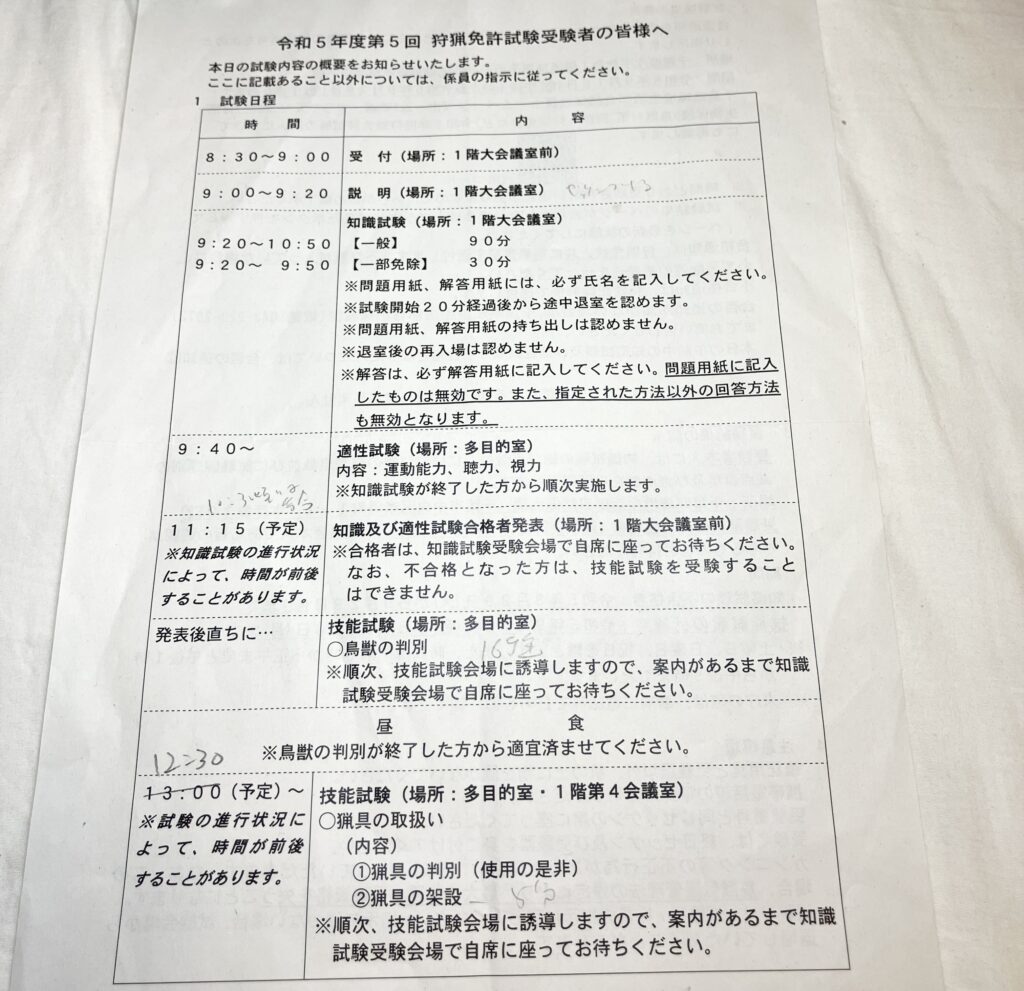 令和５年度第５回 狩猟免許試験受験者の皆様へ
本日の試験内容の概要をお知らせいたします。
ここに記載あること以外については、係員の指示に従ってください。
１　試験日程
時　間　内　容
８：３０～９：００　受　付（場所：１階大会議室前）
９：００～９：２０　説　明（場所：１階大会議室）
知識試験（場所：１階大会議室）
９：２０～１０：５０　【一般】　９０分
９：２０～　９：５０　【一部免除】　３０分
※問題用紙、解答用紙には、必ず氏名を記入してください。
※試験開始２０分経過後から途中退室を認めます。
※問題用紙、解答用紙の持ち出しは認めません。
※退室後の再入場は認めません。
※解答は、必ず解答用紙に記入してください。問題用紙に記入
したものは無効です。また、指定された方法以外の回答方法
も無効となります。
９：４０～　適性試験（場所：多目的室）
内容：運動能力、聴力、視力
※知識試験が終了した方から順次実施します。
１１：１５（予定）　知識及び適性試験合格者発表（場所：１階大会議室前）
※知識試験の進行状況　※合格者は、知識試験受験会場で自席に座ってお待ちください。
によって、時間が前後　なお、不合格となった方は、技能試験を受験すること
することがあります。　はできません。
発表後直ちに…　技能試験（場所：多目的室）
○鳥獣の判別
※順次、技能試験会場に誘導しますので、案内があるまで知識
試験受験会場で自席に座ってお待ちください。
昼　食
※鳥獣の判別が終了した方から適宜済ませてください。
12:30
１３：００（予定）～　技能試験（場所：多目的室・１階第４会議室）
※試験の進行状況に　○猟具の取扱い
よって、時間が前後　（内容）
することがあります。　①猟具の判別（使用の是非）
②猟具の架設
※順次、技能試験会場に誘導しますので、案内があるまで知識
試験受験会場で自席に座ってお待ちください。